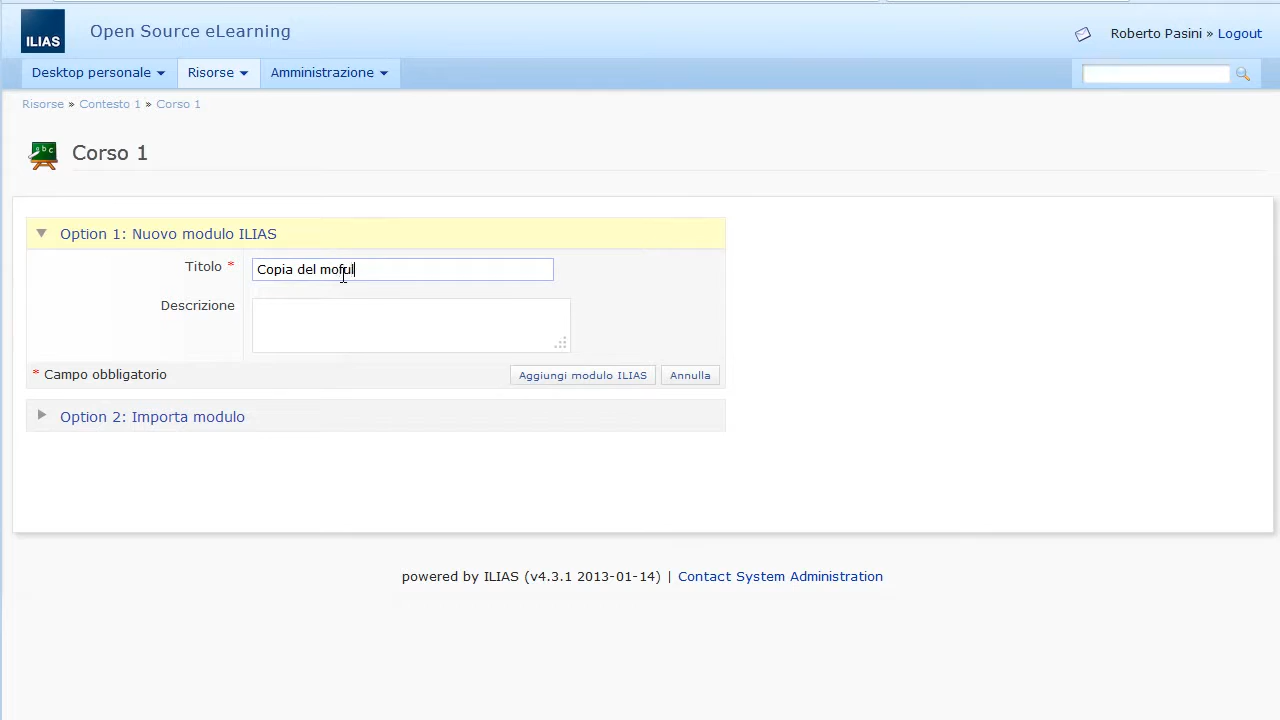 ILIAS
Open Source eLearning
Roberto Pasini » Logout
Desktop personale
Risorse
Amministrazione
Risorse » Contesto 1 » Corso 1
abc
Corso 1
Option 1: Nuovo modulo ILIAS
Titolo *
Copia del moful
Descrizione
* Campo obbligatorio
Aggiungi modulo ILIAS
Annulla
Option 2: Importa modulo
powered by ILIAS (v4.3.1 2013-01-14) | Contact System Administration